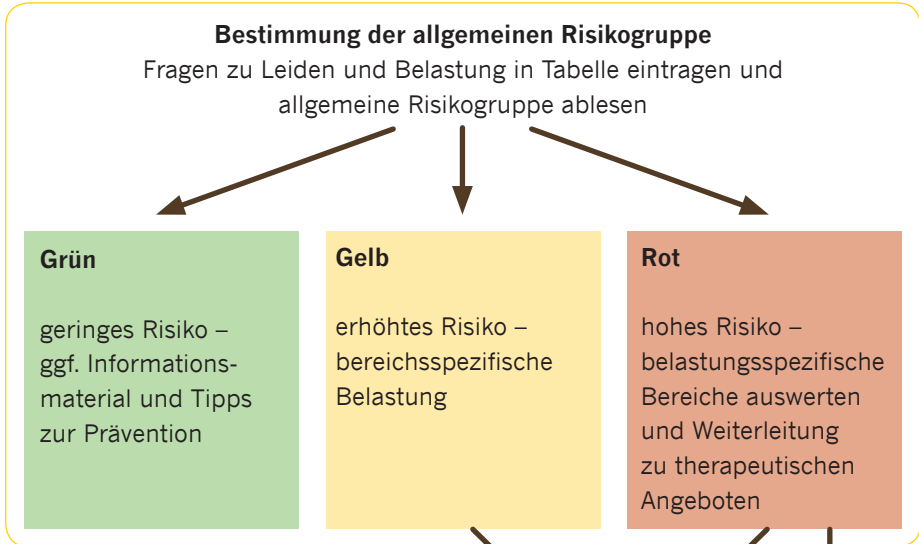 Bestimmung der allgemeinen Risikogruppe
Fragen zu Leiden und Belastung in Tabelle eintragen und
allgemeine Risikogruppe ablesen
Grün
geringes Risiko –
ggf. Informations-
material und Tipps
zur Prävention
Gelb
erhöhtes Risiko –
bereichsspezifische
Belastung
Rot
hohes Risiko –
belastungsspezifische
Bereiche auswerten
und Weiterleitung
zu therapeutischen
Angeboten